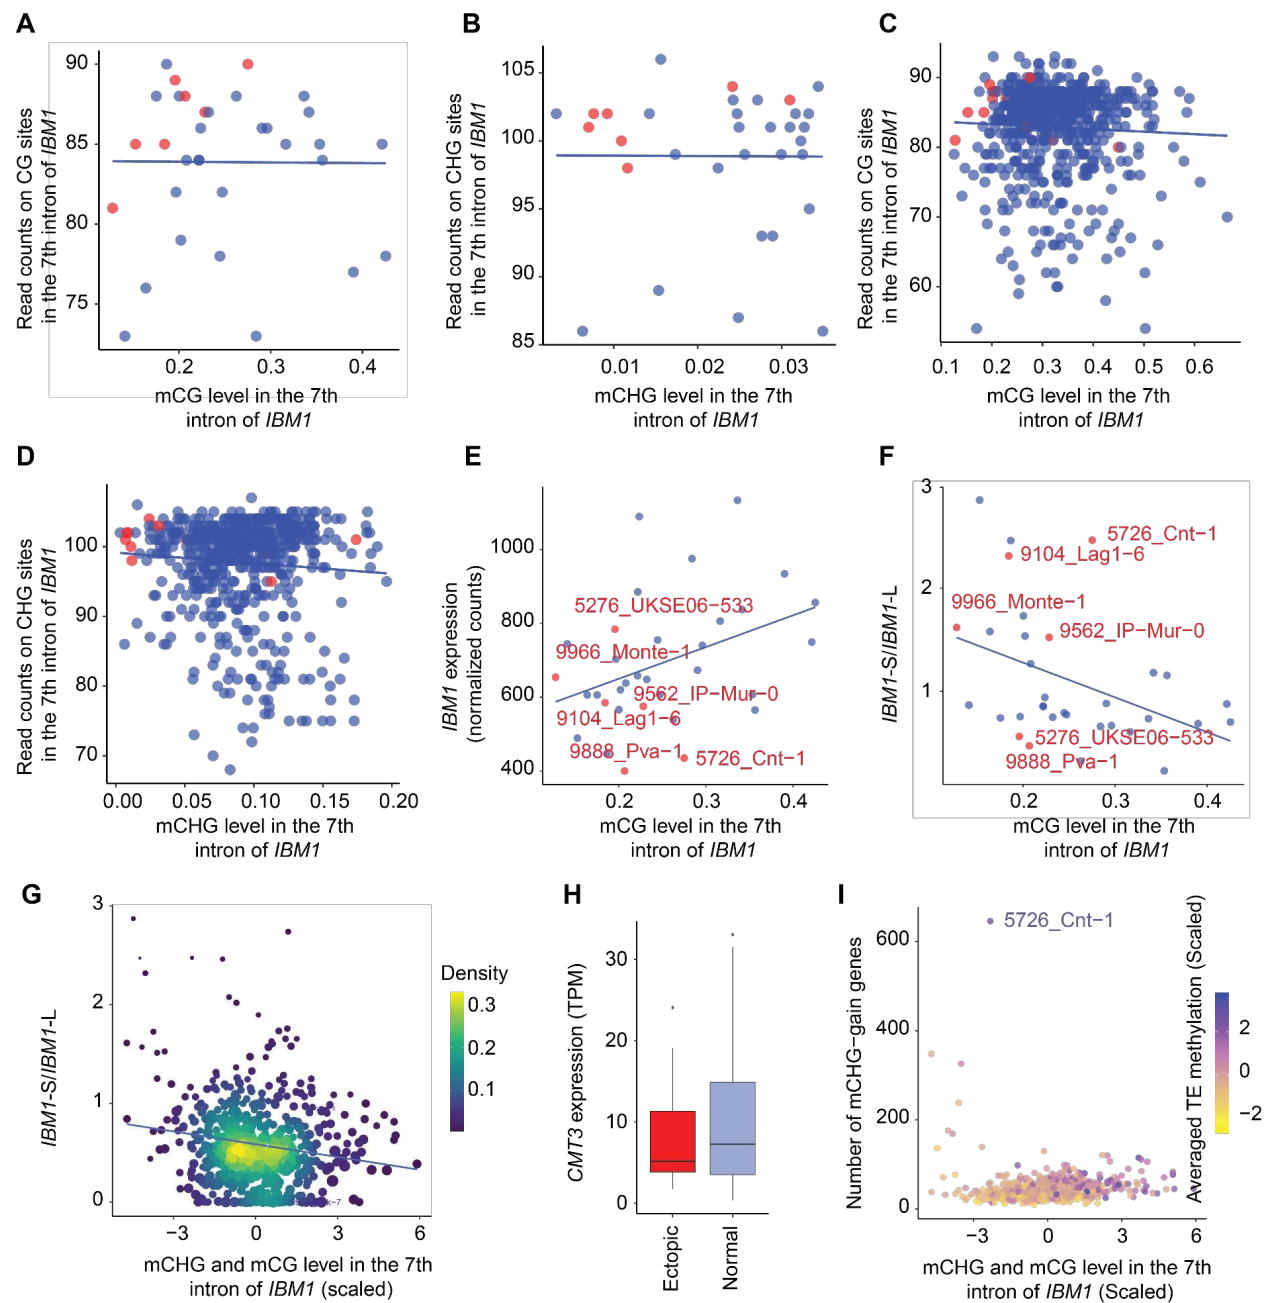 A
Read counts on CG sites
in the 7th intron of IBM1
90
85
80
75
0.2
0.3
0.4
mCG level in the 7th
intron of IBM1
B
Read counts on CHG sites
in the 7th intron of IBM1
105
100
95
90
85
0.01
0.02
0.03
mCHG level in the 7th
intron of IBM1
C
Read counts on CG sites
in the 7th intron of IBM1
90
80
70
60
0.1
0.2
0.3
0.4
0.5
0.6
mCG level in the 7th
intron of IBM1
D
Read counts on CHG sites
in the 7th intron of IBM1
100
90
80
70
0.00
0.05
0.10
0.15
0.20
mCHG level in the 7th
intron of IBM1
E
IBM1 expression
(normalized counts)
1000
800
600
400
5276_UKSE06−533
9966_Monte−1
9562_IP−Mur−0
9104_Lag1−6
9888_Pva−1
5726_Cnt−1
0.2
0.3
0.4
mCG level in the 7th
intron of IBM1
F
IBM1-S/IBM1-L
3
2
1
5726_Cnt−1
9104_Lag1−6
9966_Monte−1
9562_IP−Mur−0
5276_UKSE06−533
9888_Pva−1
0.2
0.3
0.4
mCG level in the 7th
intron of IBM1
G
IBM1-S/IBM1-L
3
2
1
0
−3
0
3
6
mCHG and mCG level in the 7th
intron of IBM1 (scaled)
Density
0.3
0.2
0.1
H
CMT3 expression (TPM)
30
20
10
0
Ectopic
Normal
I
Number of mCHG−gain genes
600
400
200
0
5726_Cnt−1
−3
0
3
6
mCHG and mCG level in the 7th
intron of IBM1 (Scaled)
Averaged TE methylation (Scaled)
2
0
−2